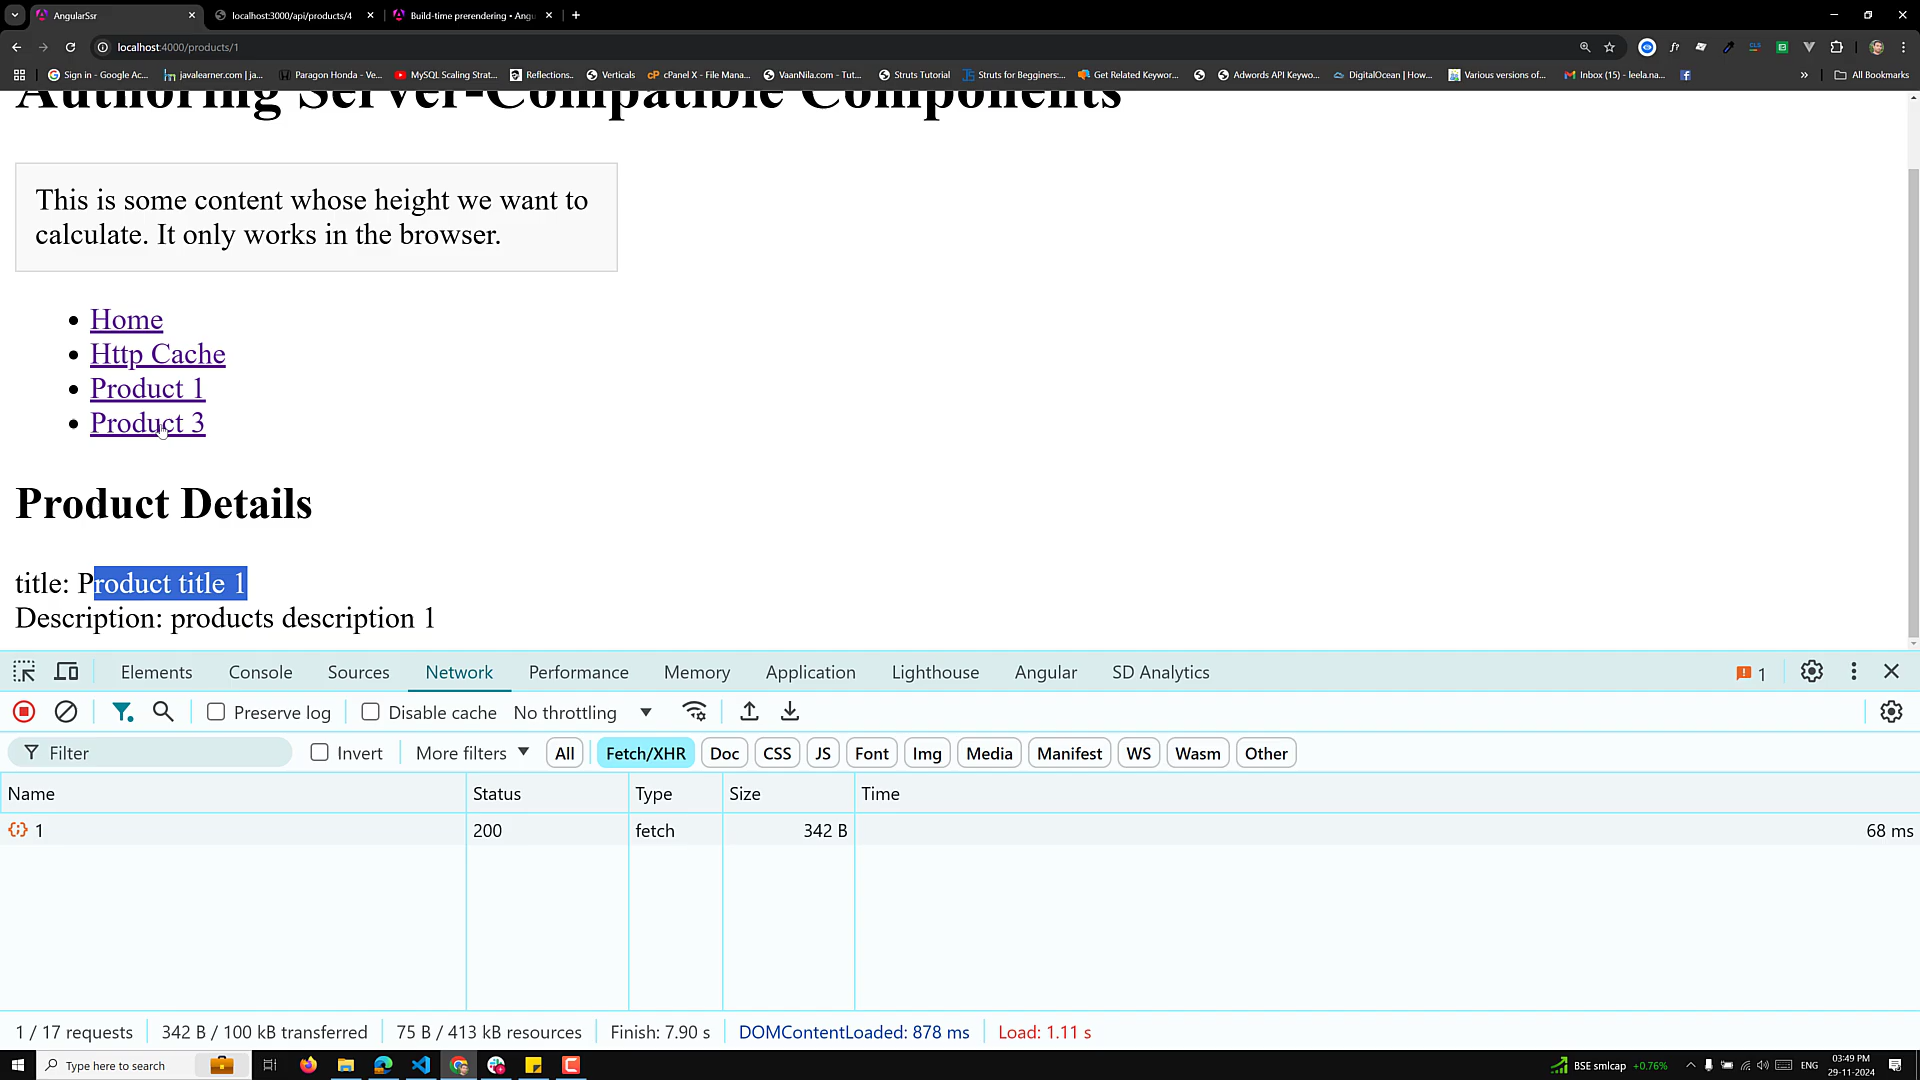 AngularSsr
localhost:3000/api/products/4
Build-time prerendering • Angu
localhost:4000/products/1
Sign in - Google Ac...
javalearner.com | ja...
Paragon Honda - Ve...
MySQL Scaling Strat...
Reflections..
Verticals
cPanel X - File Mana...
VaanNila.com - Tut...
Struts Tutorial
Struts for Begginers:...
Get Related Keywor...
Adwords API Keywo...
DigitalOcean | How...
Various versions of...
Inbox (15) - leela.na...
»
All Bookmarks
Authoring Server-Compatible Components
This is some content whose height we want to
calculate. It only works in the browser.
Home
Http Cache
Product 1
Product 3
Product Details
title: Product title 1
Description: products description 1
Elements
Console
Sources
Network
Performance
Memory
Application
Lighthouse
Angular
SD Analytics
1
Preserve log
Disable cache
No throttling
Filter
Invert
More filters
All
Fetch/XHR
Doc
CSS
JS
Font
Img
Media
Manifest
WS
Wasm
Other
Name
Status
Type
Size
Time
1
200
fetch
342 B
68 ms
1 / 17 requests
342 B / 100 kB transferred
75 B / 413 kB resources
Finish: 7.90 s
DOMContentLoaded: 878 ms
Load: 1.11 s
Type here to search
BSE smlcap
+0.76%
ENG
03:49 PM
29-11-2024